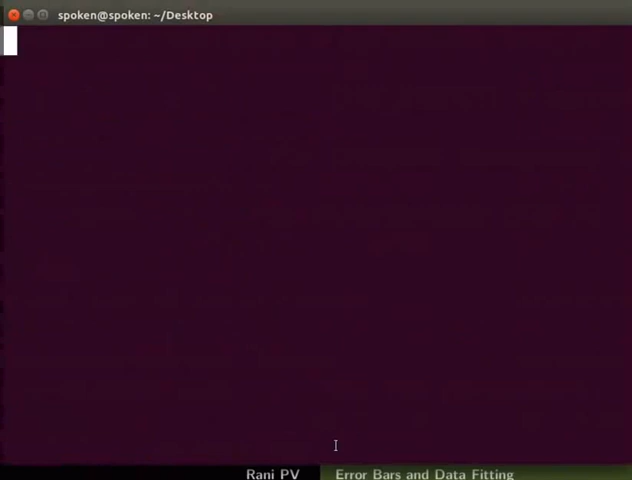 spoken@spoken: ~/Desktop
Rani PV
Error Bars and Data Fitting